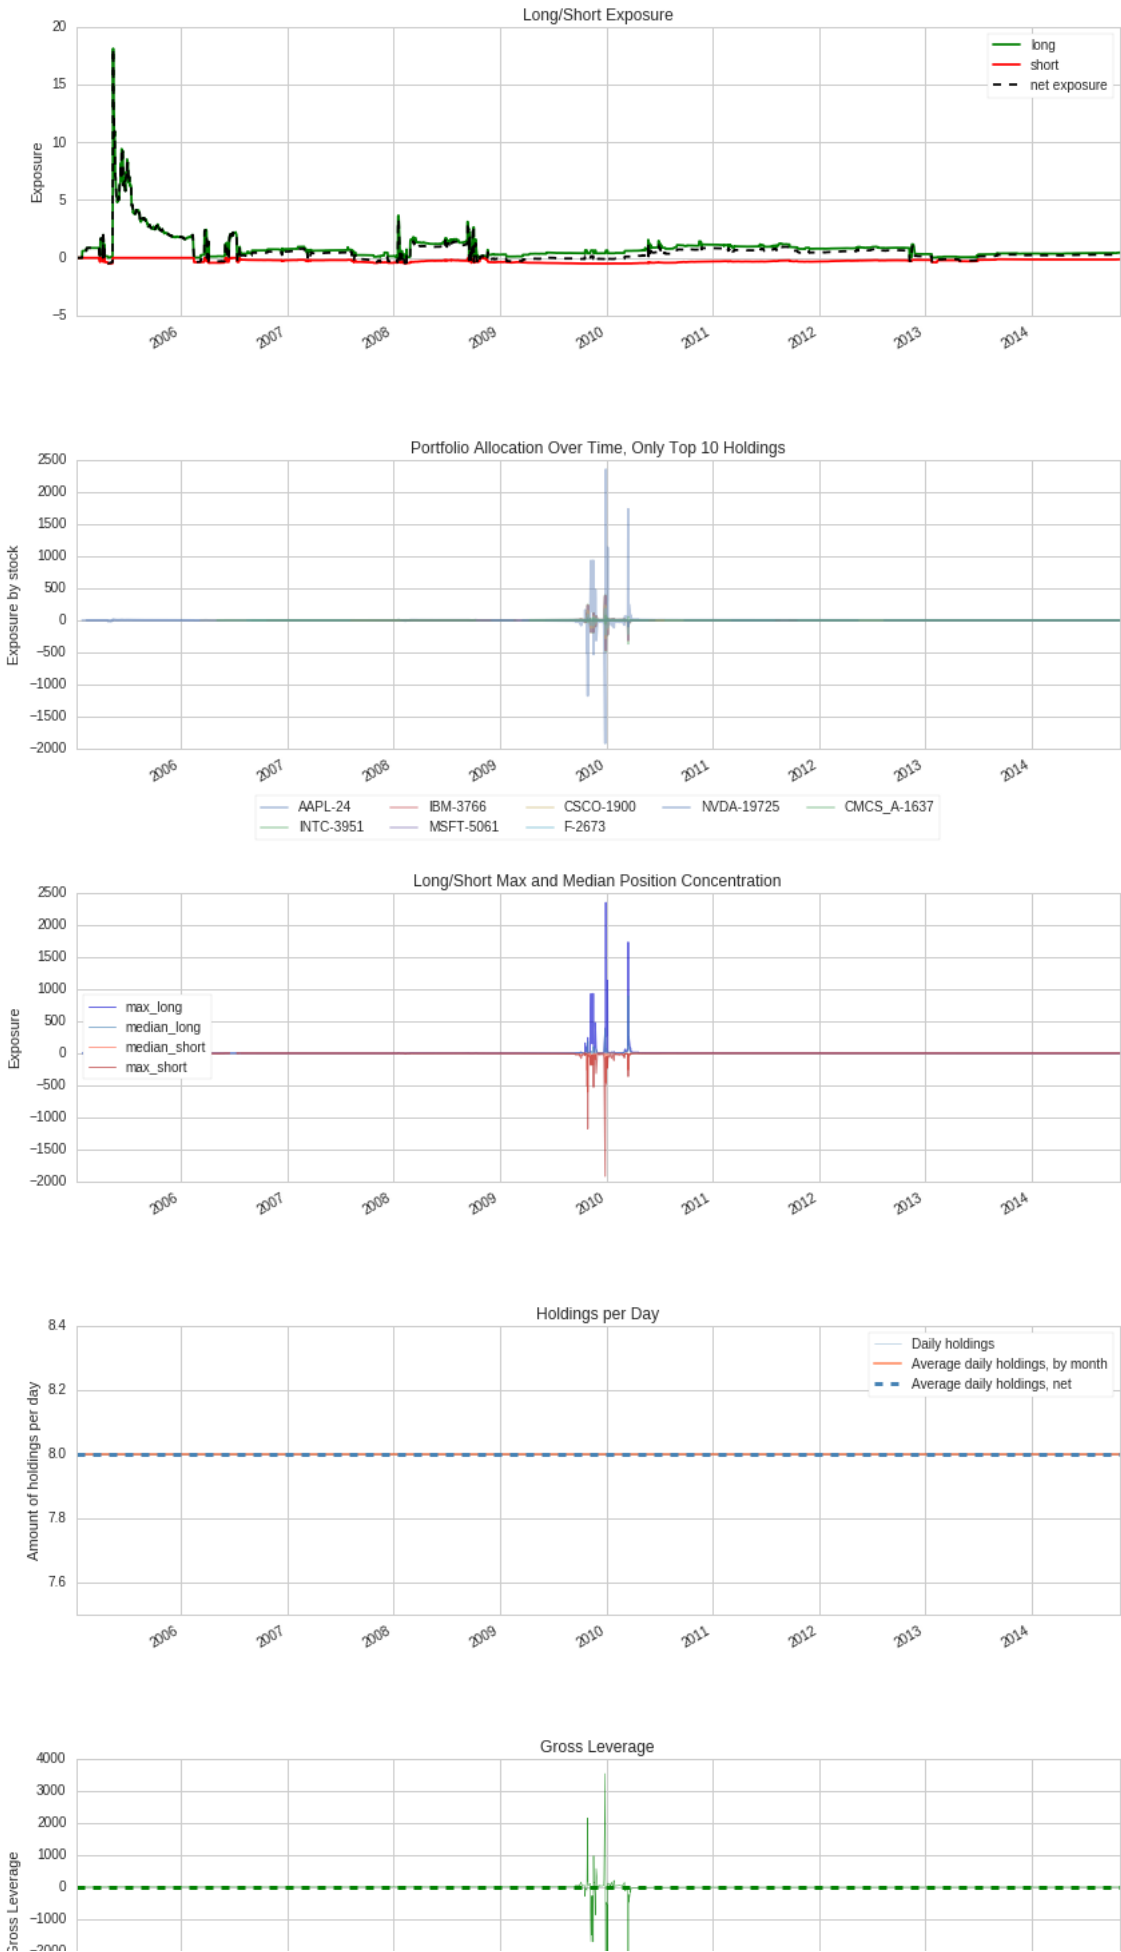 Long/Short Exposure
20
15
10
5
0
−5
Exposure
long
short
net exposure
2006 2007 2008 2009 2010 2011 2012 2013 2014
Portfolio Allocation Over Time, Only Top 10 Holdings
2500
2000
1500
1000
500
0
−500
−1000
−1500
−2000
Exposure by stock
2006 2007 2008 2009 2010 2011 2012 2013 2014
AAPL-24 IBM-3766 CSCO-1900 NVDA-19725 CMCS_A-1637
INTC-3951 MSFT-5061 F-2673
Long/Short Max and Median Position Concentration
2500
2000
1500
1000
500
0
−500
−1000
−1500
−2000
Exposure
max_long
median_long
median_short
max_short
2006 2007 2008 2009 2010 2011 2012 2013 2014
Holdings per Day
8.4
8.2
8.0
7.8
7.6
Amount of holdings per day
Daily holdings
Average daily holdings, by month
Average daily holdings, net
2006 2007 2008 2009 2010 2011 2012 2013 2014
Gross Leverage
4000
3000
2000
1000
0
−1000
−2000
Gross Leverage